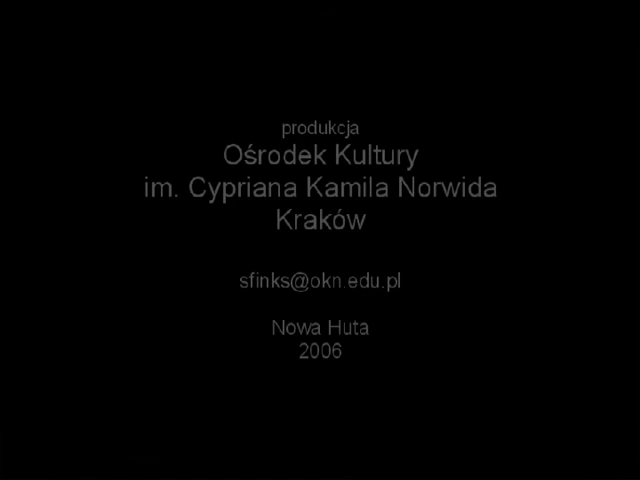 produkcja
Ośrodek Kultury
im. Cypriana Kamila Norwida
Kraków
sfinks@okn.edu.pl
Nowa Huta
2006